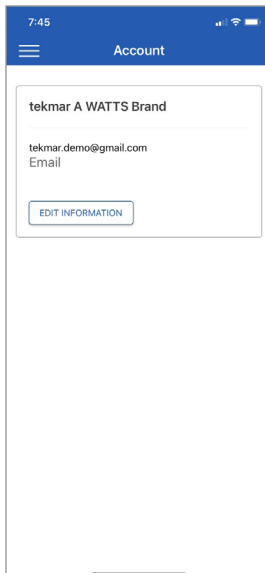 7:45
Account
tekmar A WATTS Brand
tekmar.demo@gmail.com
Email
EDIT INFORMATION